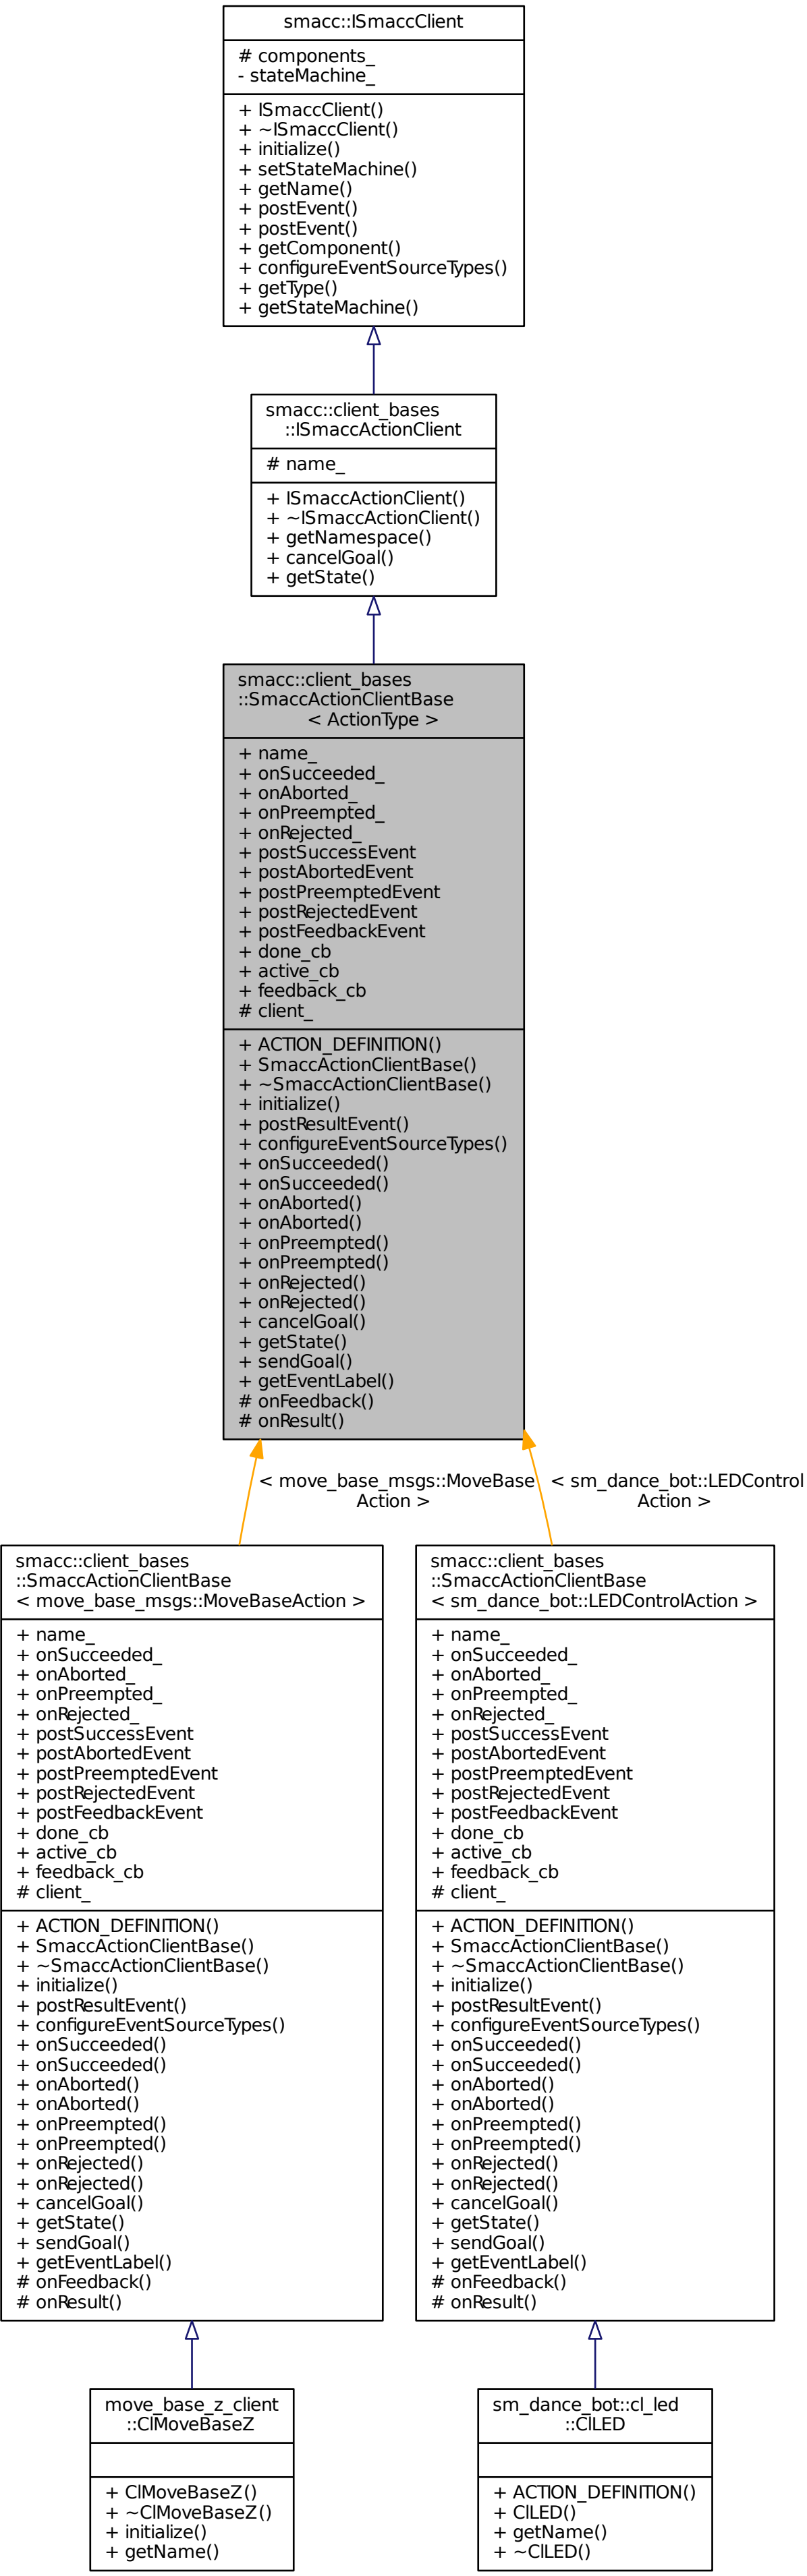 smacc::ISmaccClient
# components_
- stateMachine_
+ ISmaccClient()
+ ~ISmaccClient()
+ initialize()
+ setStateMachine()
+ getName()
+ postEvent()
+ postEvent()
+ getComponent()
+ configureEventSourceTypes()
+ getType()
+ getStateMachine()
smacc::client_bases
::ISmaccActionClient
# name_
+ ISmaccActionClient()
+ ~ISmaccActionClient()
+ getNamespace()
+ cancelGoal()
+ getState()
smacc::client_bases
::SmaccActionClientBase
< ActionType >
+ name_
+ onSucceeded_
+ onAborted_
+ onPreempted_
+ onRejected_
+ postSuccessEvent
+ postAbortedEvent
+ postPreemptedEvent
+ postRejectedEvent
+ postFeedbackEvent
+ done_cb
+ active_cb
+ feedback_cb
# client_
+ ACTION_DEFINITION()
+ SmaccActionClientBase()
+ ~SmaccActionClientBase()
+ initialize()
+ postResultEvent()
+ configureEventSourceTypes()
+ onSucceeded()
+ onSucceeded()
+ onAborted()
+ onAborted()
+ onPreempted()
+ onPreempted()
+ onRejected()
+ onRejected()
+ cancelGoal()
+ getState()
+ sendGoal()
+ getEventLabel()
# onFeedback()
# onResult()
< move_base_msgs::MoveBase
Action >
< sm_dance_bot::LEDControl
Action >
smacc::client_bases
::SmaccActionClientBase
< move_base_msgs::MoveBaseAction >
+ name_
+ onSucceeded_
+ onAborted_
+ onPreempted_
+ onRejected_
+ postSuccessEvent
+ postAbortedEvent
+ postPreemptedEvent
+ postRejectedEvent
+ postFeedbackEvent
+ done_cb
+ active_cb
+ feedback_cb
# client_
+ ACTION_DEFINITION()
+ SmaccActionClientBase()
+ ~SmaccActionClientBase()
+ initialize()
+ postResultEvent()
+ configureEventSourceTypes()
+ onSucceeded()
+ onSucceeded()
+ onAborted()
+ onAborted()
+ onPreempted()
+ onPreempted()
+ onRejected()
+ onRejected()
+ cancelGoal()
+ getState()
+ sendGoal()
+ getEventLabel()
# onFeedback()
# onResult()
smacc::client_bases
::SmaccActionClientBase
< sm_dance_bot::LEDControlAction >
+ name_
+ onSucceeded_
+ onAborted_
+ onPreempted_
+ onRejected_
+ postSuccessEvent
+ postAbortedEvent
+ postPreemptedEvent
+ postRejectedEvent
+ postFeedbackEvent
+ done_cb
+ active_cb
+ feedback_cb
# client_
+ ACTION_DEFINITION()
+ SmaccActionClientBase()
+ ~SmaccActionClientBase()
+ initialize()
+ postResultEvent()
+ configureEventSourceTypes()
+ onSucceeded()
+ onSucceeded()
+ onAborted()
+ onAborted()
+ onPreempted()
+ onPreempted()
+ onRejected()
+ onRejected()
+ cancelGoal()
+ getState()
+ sendGoal()
+ getEventLabel()
# onFeedback()
# onResult()
move_base_z_client
::ClMoveBaseZ
+ ClMoveBaseZ()
+ ~ClMoveBaseZ()
+ initialize()
+ getName()
sm_dance_bot::cl_led
::ClLED
+ ACTION_DEFINITION()
+ ClLED()
+ getName()
+ ~ClLED()